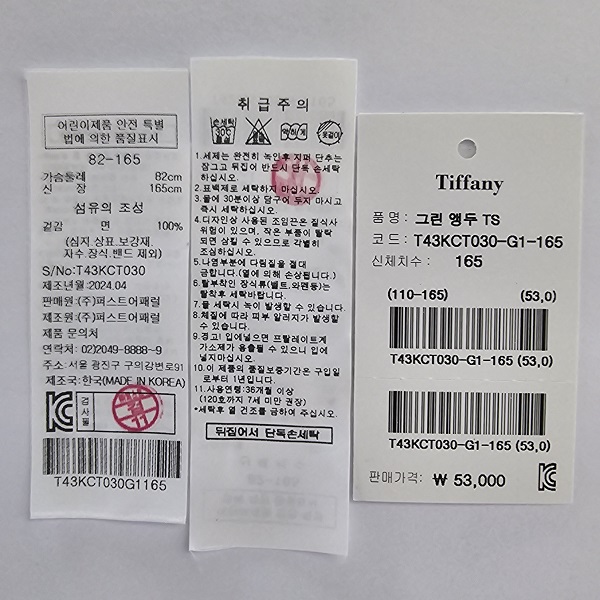 어린이제품 안전 특별
법에 의한 품질표시
82-165
가슴둘레 82cm
신 장 165cm
섬유의 조성
겉감 면 100%
(심지.상표.보강재,
자수.장식.밴드 제외)
S/No:T43KCT030
제조년월:2024.04
판매원:(주)퍼스트어패럴
제조원:(주)퍼스트어패럴
제품 문의처
연락처: 02)2049-8888~9
주소:서울 광진구 구의강변로91
제조국:한국(MADE IN KOREA)
검사필
T43KCT030G1165
취급주의
손세탁
30℃
중성
약하게
옷걸이
1.세제는 완전히 녹인후 지퍼 단추는
잠그고 뒤집어 반드시 단독 손세탁
하십시오.
2.표백제로 세탁하지 마십시오.
3.물에 30분이상 담구어 두지 마시고
즉시 세탁하십시오.
4.디자인상 사용된 조임끈은 질식사
위험이 있으며, 작은 부품이 탈락
되면 삼킬 수 있으므로 각별히
조심하십시오.
5.나염부분에 다림질을 절대
금합니다.(열에 의해 손상됩니다.)
6.탈부착인 장식류(벨트.와펜등)는
탈착후 세탁바랍니다.
7.물 세탁시 녹이 발생할 수 있습니다.
8.체질에 따라 피부 알러지가 발생할
수 있습니다.
9.경고! 입에넣으면 프탈레이트계
가소제가 용출될 수 있으니 입에
넣지마십시오.
10.이 제품의 품질보증기간은 구입일
로부터 1년입니다.
11.사용연령:36개월 이상
(120호까지 7세 미만 권장)
*세탁후 열 건조를 금하여 주십시오.
뒤집어서 단독손세탁
Tiffany
품 명 : 그린 앵두 TS
코 드 : T43KCT030-G1-165
신체치수 : 165
(110-165) (53,0)
T43KCT030-G1-165 (53,0)
T43KCT030-G1-165 (53,0)
판매가격: ₩ 53,000